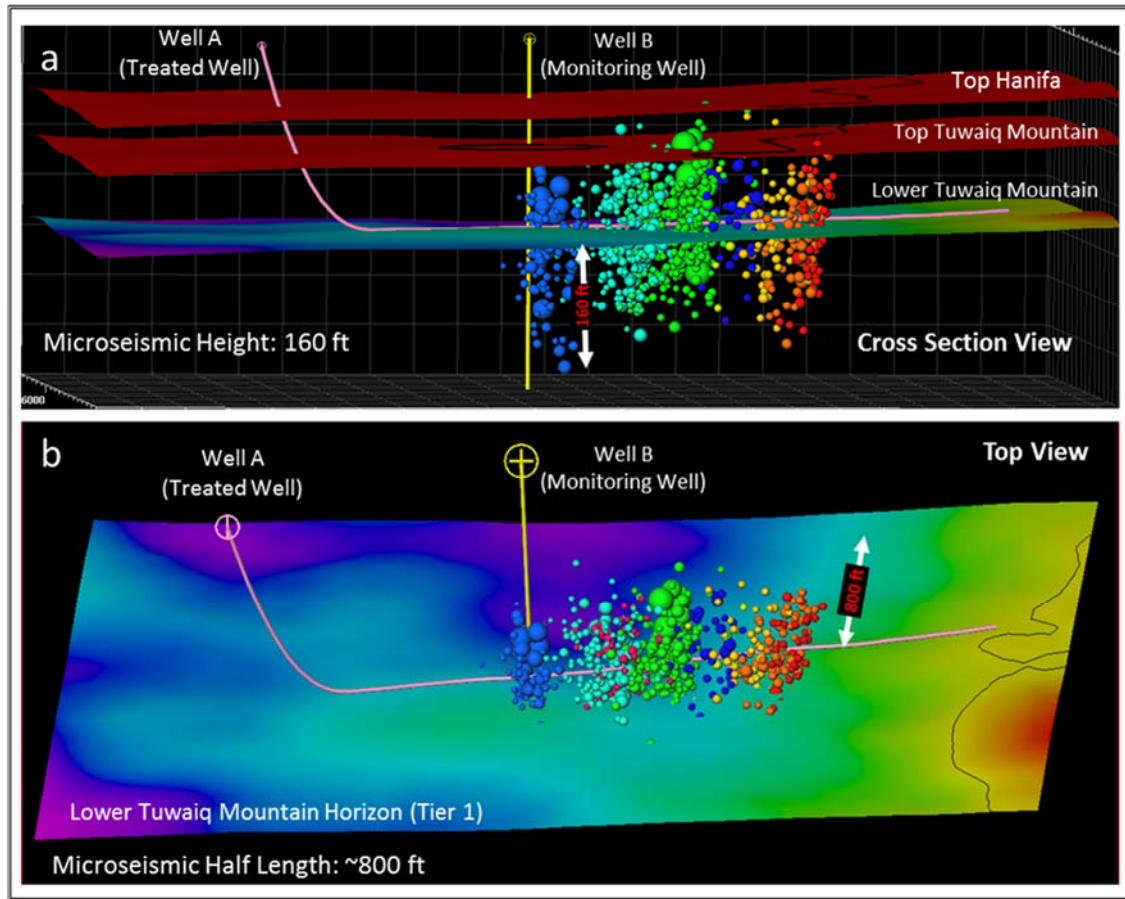 a
Well A
(Treated Well)
Well B
(Monitoring Well)
Top Hanifa
Top Tuwaiq Mountain
Lower Tuwaiq Mountain
160 ft
Microseismic Height: 160 ft
Cross Section View
6000
b
Well A
(Treated Well)
Well B
(Monitoring Well)
Top View
800 ft
Lower Tuwaiq Mountain Horizon (Tier 1)
Microseismic Half Length: ~800 ft